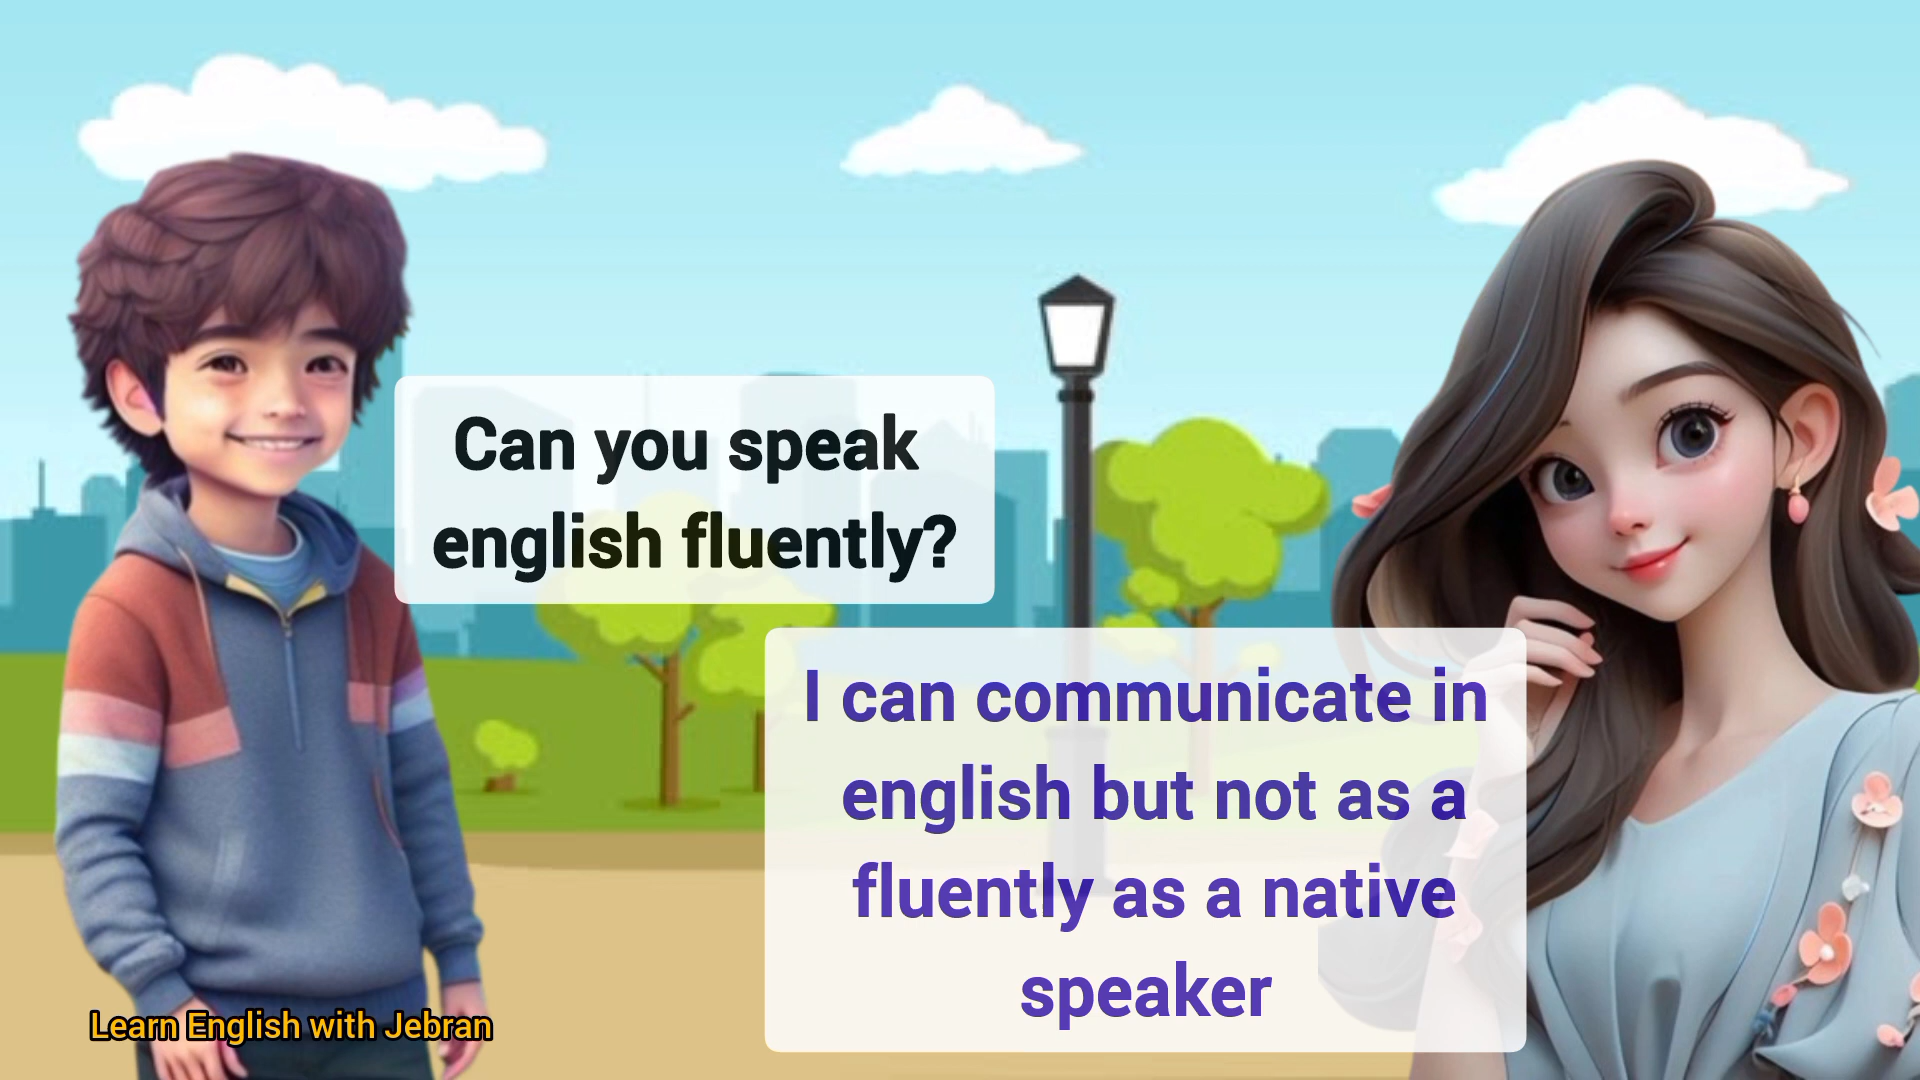 Can you speak
english fluently?
I can communicate in
english but not as a
fluently as a native
speaker
Learn English with Jebran